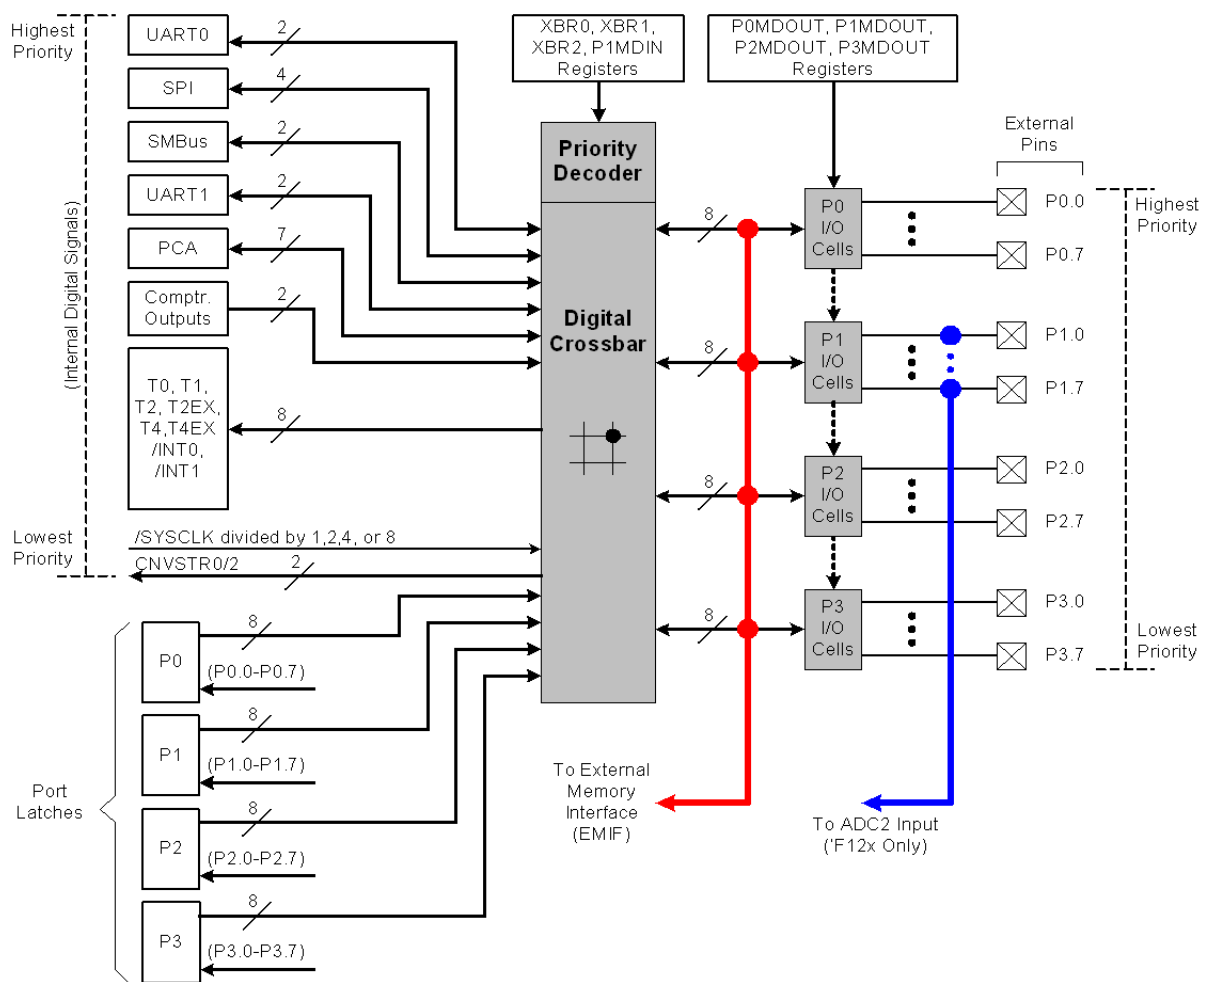 Highest
Priority
(Internal Digital Signals)
Lowest
Priority
UART0
2
SPI
4
SMBus
2
UART1
2
PCA
7
Comptr.
Outputs
2
T0, T1,
T2, T2EX,
T4,T4EX
/INT0,
/INT1
8
/SYSCLK divided by 1,2,4, or 8
CNVSTR0/2
2
Port
Latches
P0
8
(P0.0-P0.7)
P1
8
(P1.0-P1.7)
P2
8
(P2.0-P2.7)
P3
8
(P3.0-P3.7)
XBR0, XBR1,
XBR2, P1MDIN
Registers
Priority
Decoder
Digital
Crossbar
P0MDOUT, P1MDOUT,
P2MDOUT, P3MDOUT
Registers
8
8
8
8
P0
I/O
Cells
P1
I/O
Cells
P2
I/O
Cells
P3
I/O
Cells
External
Pins
P0.0
P0.7
P1.0
P1.7
P2.0
P2.7
P3.0
P3.7
Highest
Priority
Lowest
Priority
To External
Memory
Interface
(EMIF)
To ADC2 Input
('F12x Only)